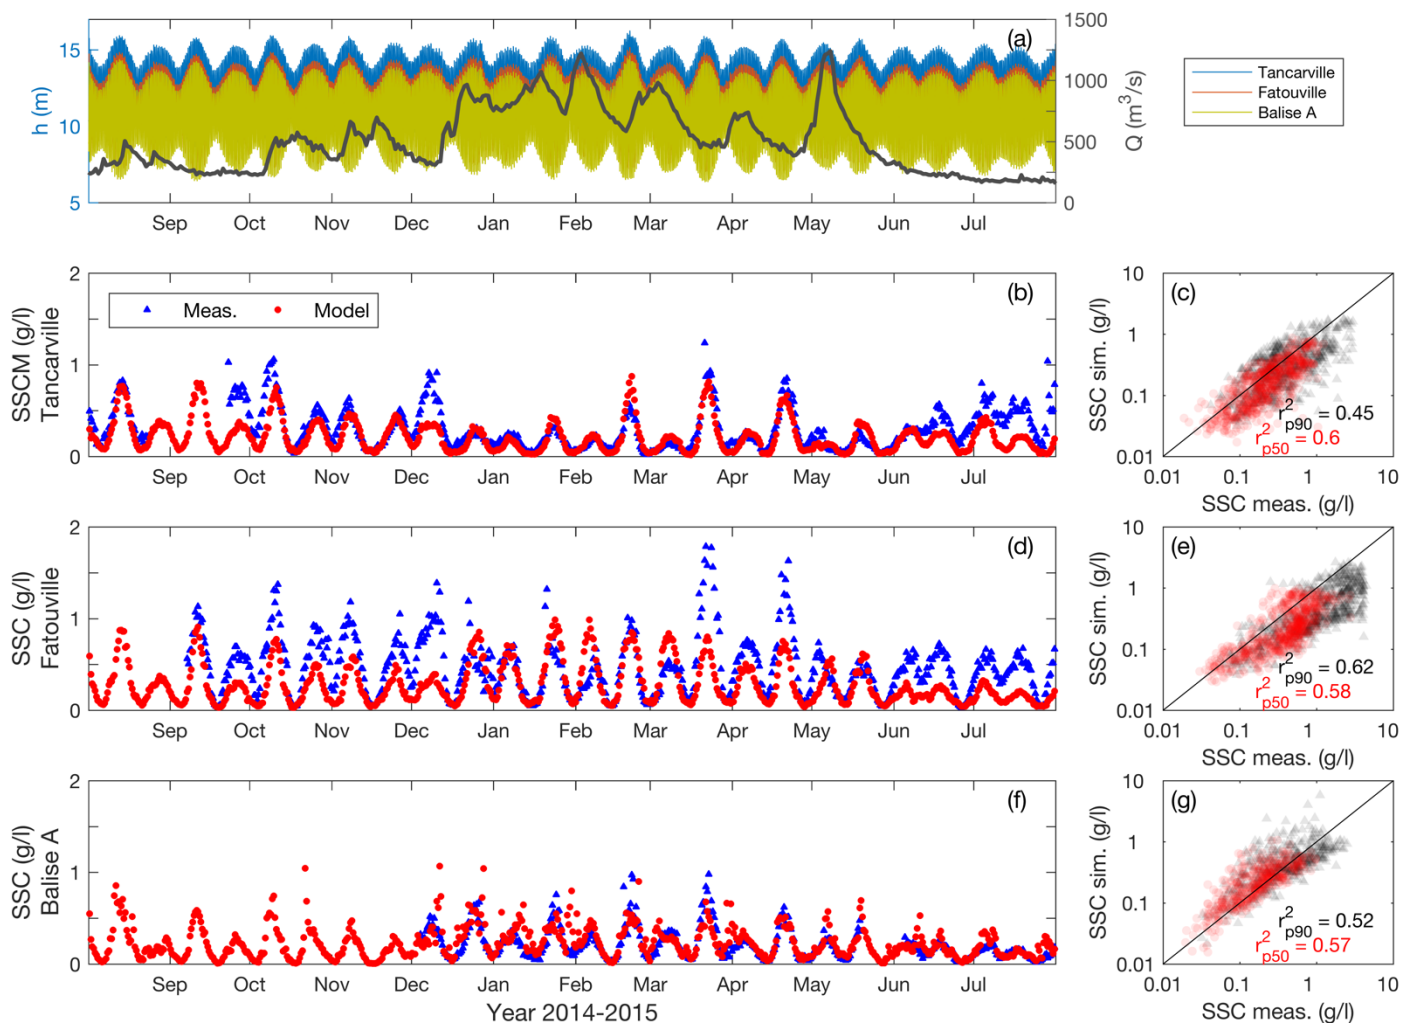 (a)
15
10
5
h (m)
1500
1000
500
0
Q (m³/s)
Sep Oct Nov Dec Jan Feb Mar Apr May Jun Jul
Tancarville
Fatouville
Balise A
(b)
Meas. Model
2
1
0
SSCM (g/l)
Tancarville
Sep Oct Nov Dec Jan Feb Mar Apr May Jun Jul
(c)
10
1
0.1
0.01
SSC sim. (g/l)
r²p90 = 0.45
r²p50 = 0.6
0.01 0.1 1 10
SSC meas. (g/l)
(d)
2
1
0
SSC (g/l)
Fatouville
Sep Oct Nov Dec Jan Feb Mar Apr May Jun Jul
(e)
10
1
0.1
0.01
SSC sim. (g/l)
r²p90 = 0.62
r²p50 = 0.58
0.01 0.1 1 10
SSC meas. (g/l)
(f)
2
1
0
SSC (g/l)
Balise A
Sep Oct Nov Dec Jan Feb Mar Apr May Jun Jul
Year 2014-2015
(g)
10
1
0.1
0.01
SSC sim. (g/l)
r²p90 = 0.52
r²p50 = 0.57
0.01 0.1 1 10
SSC meas. (g/l)